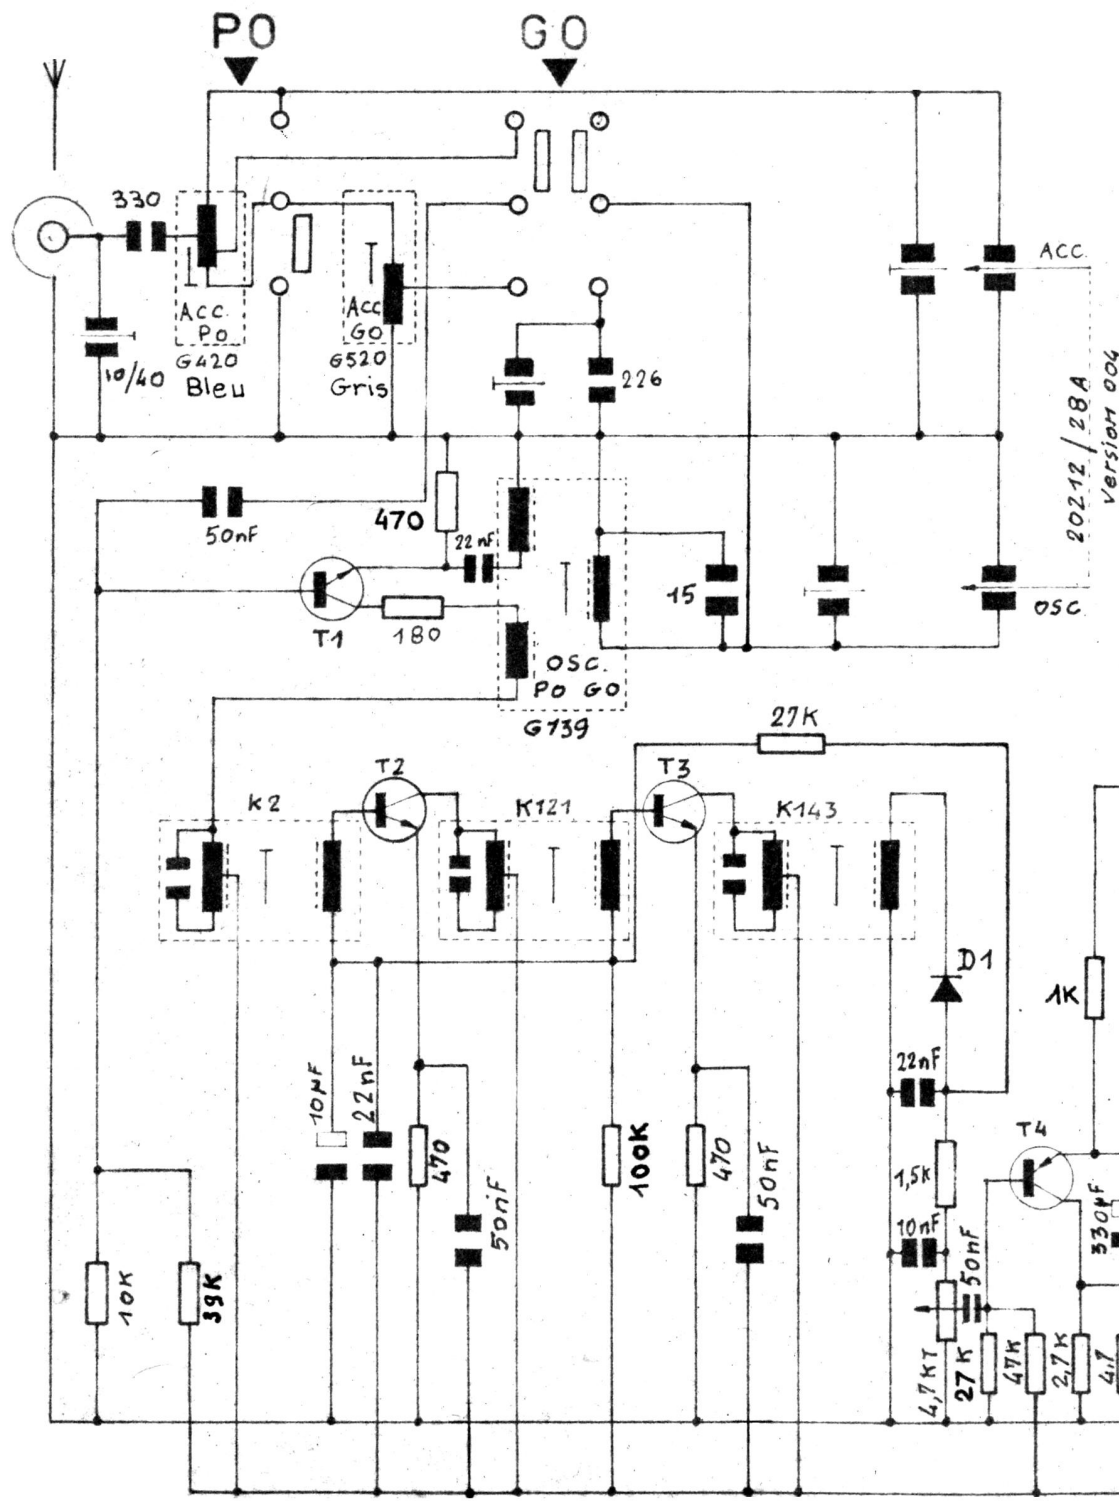 PO
GO
330
ACC.
PO
G420
Bleu
10/40
ACC
GO
G520
Gris
226
ACC.
20212/28A
Version 004
50nF
470
22nF
T1
180
15
OSC
OSC.
PO GO
G139
27K
T2
T3
K2
K121
K143
D1
1K
10µF
22nF
470
50nF
100K
470
50nF
22nF
1,5K
10nF
50nF
T4
330µF
10K
39K
4,7KT
27K
47K
2,7K
4,7